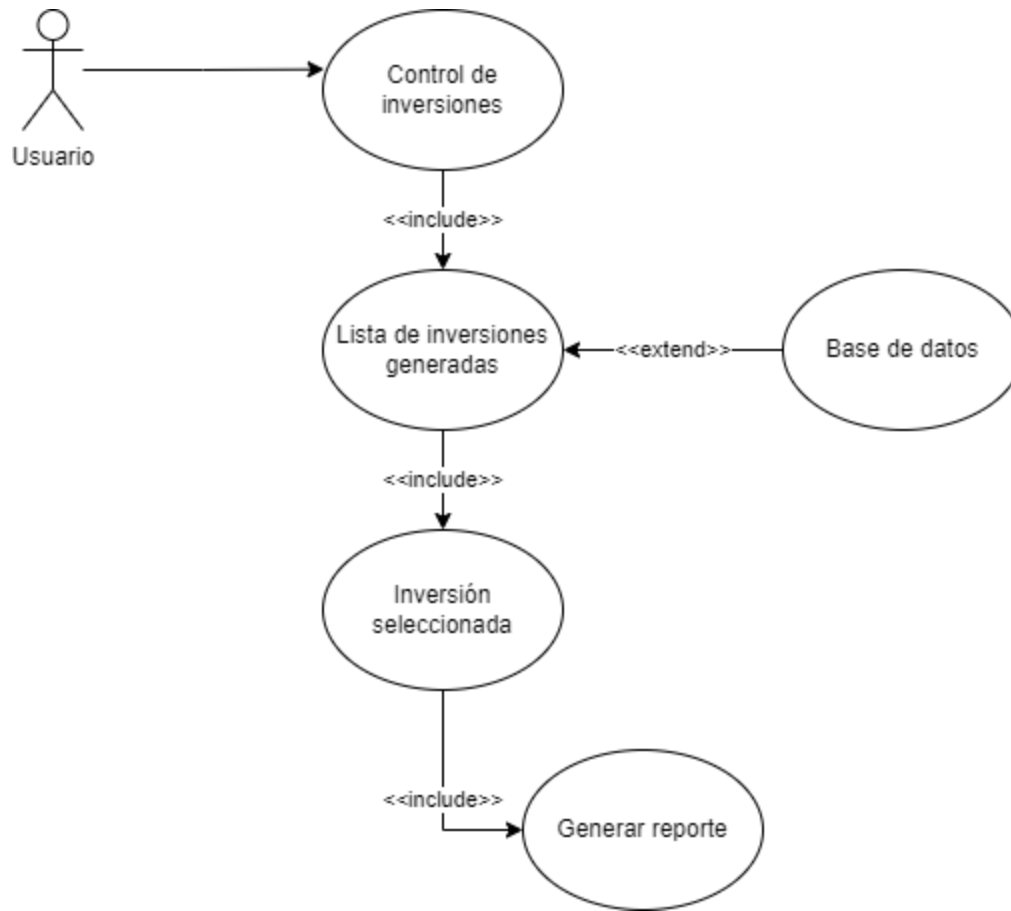 Control de
inversiones
Usuario
<<include>>
Lista de inversiones
generadas
<<extend>>
Base de datos
<<include>>
Inversión
seleccionada
<<include>>
Generar reporte